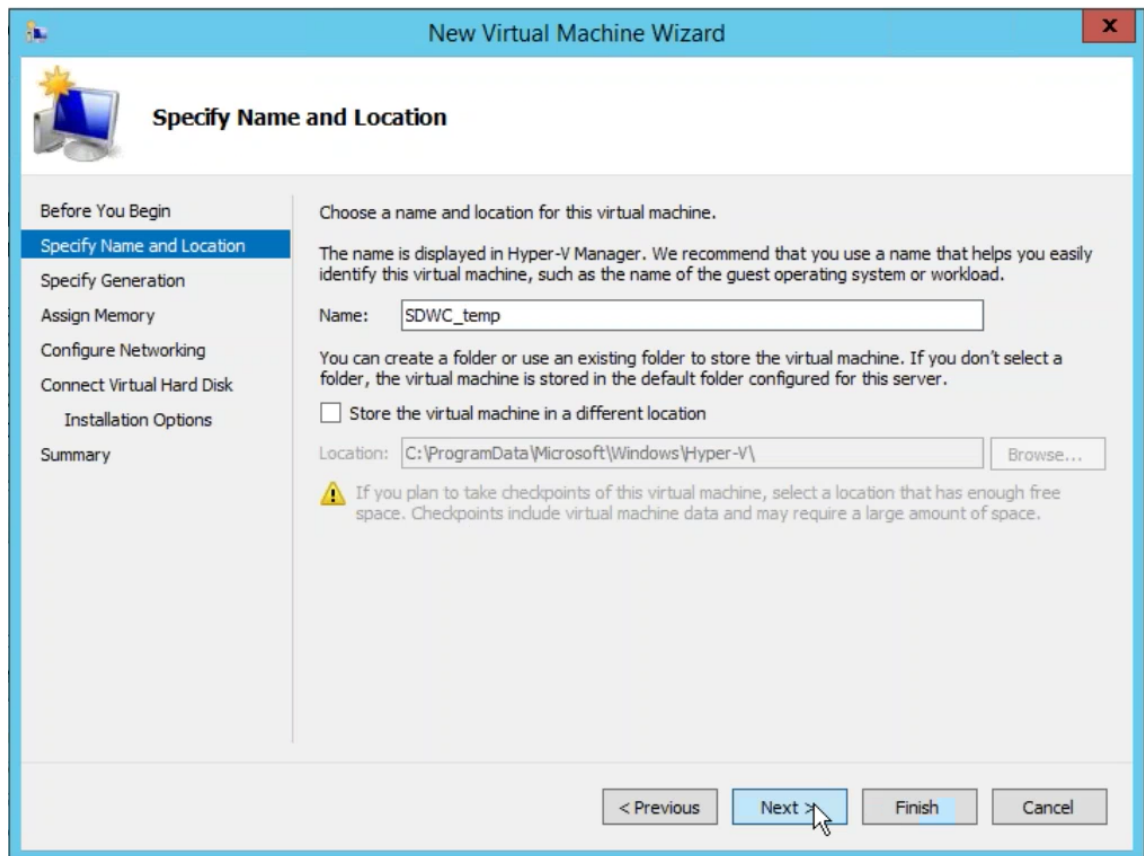 New Virtual Machine Wizard
x
Specify Name and Location
Before You Begin
Specify Name and Location
Specify Generation
Assign Memory
Configure Networking
Connect Virtual Hard Disk
Installation Options
Summary
Choose a name and location for this virtual machine.
The name is displayed in Hyper-V Manager. We recommend that you use a name that helps you easily
identify this virtual machine, such as the name of the guest operating system or workload.
Name: SDWC_temp
You can create a folder or use an existing folder to store the virtual machine. If you don't select a
folder, the virtual machine is stored in the default folder configured for this server.
Store the virtual machine in a different location
Location: C:\ProgramData\Microsoft\Windows\Hyper-V\ Browse...
If you plan to take checkpoints of this virtual machine, select a location that has enough free
space. Checkpoints include virtual machine data and may require a large amount of space.
< Previous Next > Finish Cancel